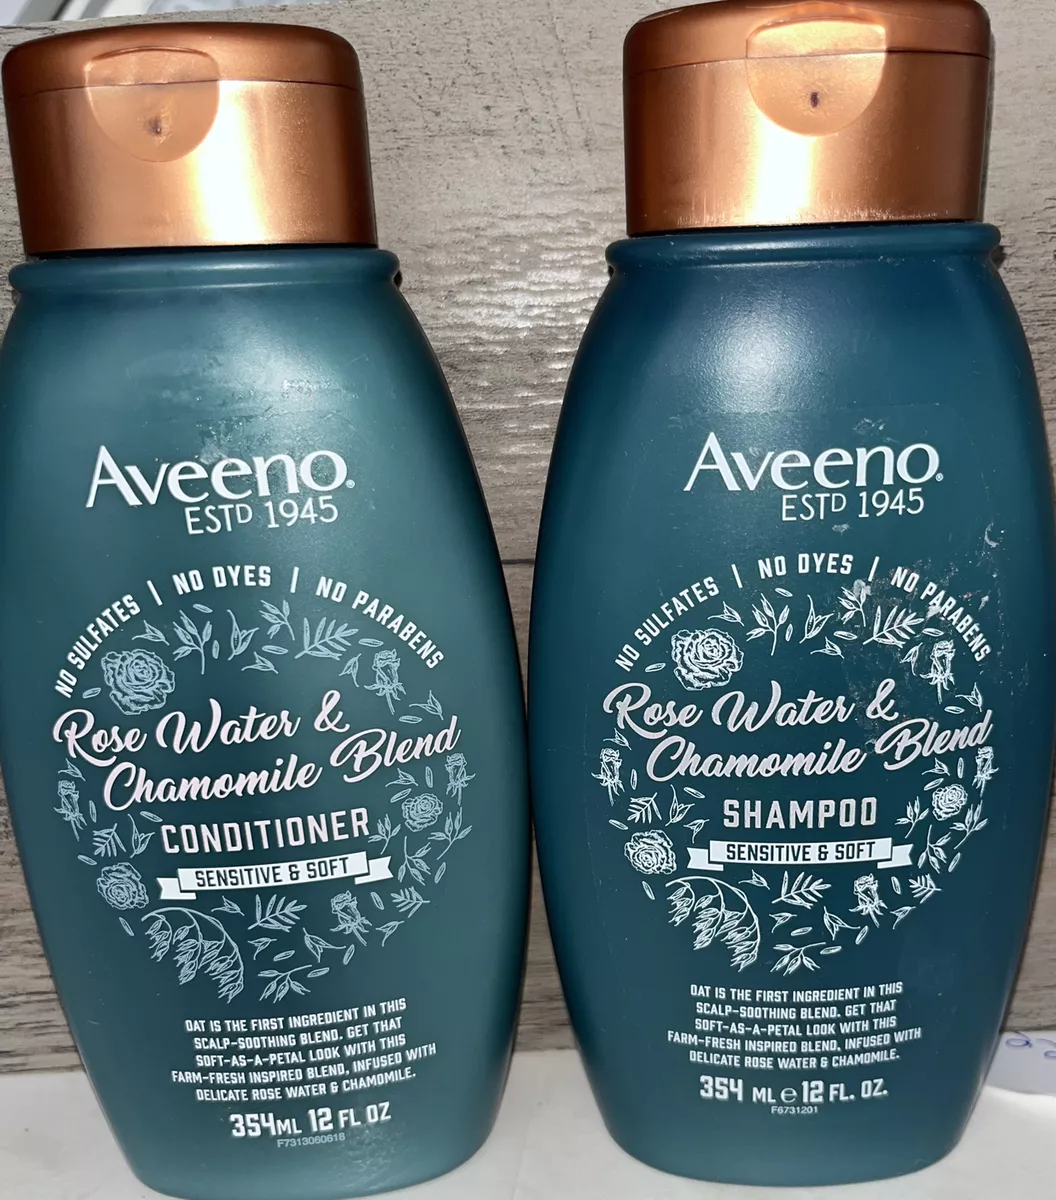 Aveeno®
ESTD 1945
NO SULFATES | NO DYES | NO PARABENS
Rose Water &
Chamomile Blend
CONDITIONER
SENSITIVE & SOFT
OAT IS THE FIRST INGREDIENT IN THIS
SCALP-SOOTHING BLEND. GET THAT
SOFT-AS-A-PETAL LOOK WITH THIS
FARM-FRESH INSPIRED BLEND, INFUSED WITH
DELICATE ROSE WATER & CHAMOMILE.
354ML 12 FL OZ
F7313060618
Aveeno®
ESTD 1945
NO SULFATES | NO DYES | NO PARABENS
Rose Water &
Chamomile Blend
SHAMPOO
SENSITIVE & SOFT
OAT IS THE FIRST INGREDIENT IN THIS
SCALP-SOOTHING BLEND. GET THAT
SOFT-AS-A-PETAL LOOK WITH THIS
FARM-FRESH INSPIRED BLEND, INFUSED WITH
DELICATE ROSE WATER & CHAMOMILE.
354 ML e 12 FL. OZ.
F6731201